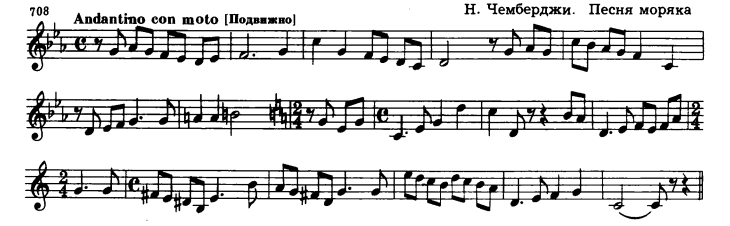 708
Andantino con moto [Подвижно]
Н. Чемберджи. Песня моряка